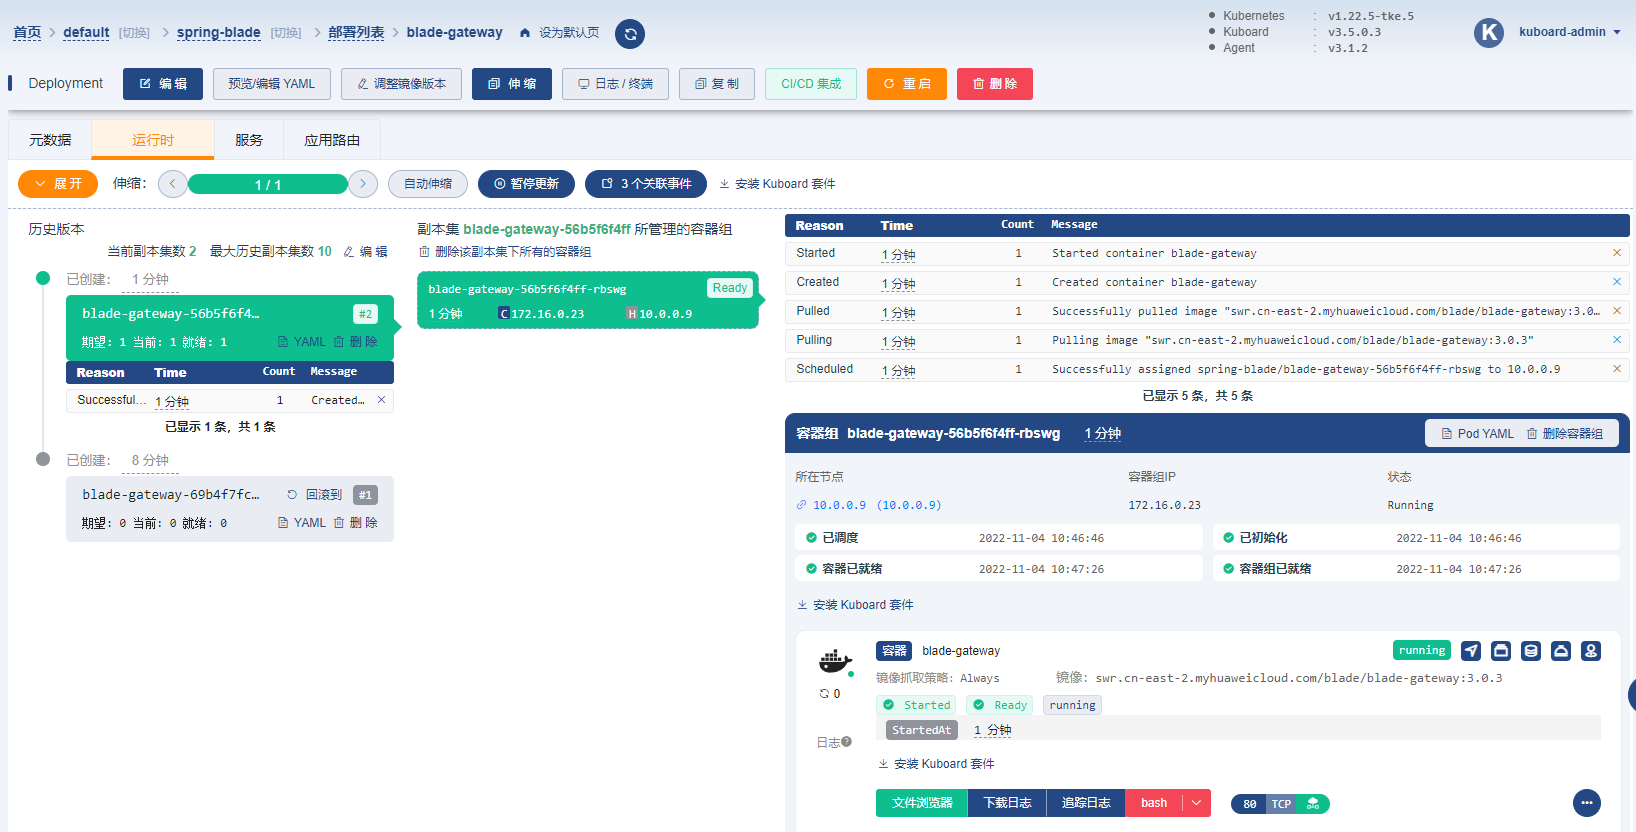 首页 > default [切换] > spring-blade [切换] > 部署列表 > blade-gateway 设为默认页
Kubernetes : v1.22.5-tke.5
Kuboard : v3.5.0.3
Agent : v3.1.2
K kuboard-admin
Deployment 编 辑 预览/编辑 YAML 调整镜像版本 伸 缩 日志 / 终端 复 制 CI/CD 集成 重 启 删 除
元数据 运行时 服务 应用路由
展 开 伸缩: 1 / 1 自动伸缩 暂停更新 3 个关联事件 安装 Kuboard 套件
历史版本
当前副本集数 2 最大历史副本集数 10 编 辑
已创建: 1 分钟
blade-gateway-56b5f6f4... #2
期望: 1 当前: 1 就绪: 1 YAML 删 除
Reason Time Count Message
Successful... 1 分钟 1 Created...
已显示 1 条, 共 1 条
已创建: 8 分钟
blade-gateway-69b4f7fc... 回滚到 #1
期望: 0 当前: 0 就绪: 0 YAML 删 除
副本集 blade-gateway-56b5f6f4ff 所管理的容器组
删除该副本集下所有的容器组
blade-gateway-56b5f6f4ff-rbswg Ready
1 分钟 C 172.16.0.23 H 10.0.0.9
Reason Time Count Message
Started 1 分钟 1 Started container blade-gateway
Created 1 分钟 1 Created container blade-gateway
Pulled 1 分钟 1 Successfully pulled image "swr.cn-east-2.myhuaweicloud.com/blade/blade-gateway:3.0...
Pulling 1 分钟 1 Pulling image "swr.cn-east-2.myhuaweicloud.com/blade/blade-gateway:3.0.3"
Scheduled 1 分钟 1 Successfully assigned spring-blade/blade-gateway-56b5f6f4ff-rbswg to 10.0.0.9
已显示 5 条, 共 5 条
容器组 blade-gateway-56b5f6f4ff-rbswg 1 分钟 Pod YAML 删除容器组
所在节点 容器组IP 状态
10.0.0.9 (10.0.0.9) 172.16.0.23 Running
已调度 2022-11-04 10:46:46 已初始化 2022-11-04 10:46:46
容器已就绪 2022-11-04 10:47:26 容器组已就绪 2022-11-04 10:47:26
安装 Kuboard 套件
容器 blade-gateway running
镜像抓取策略: Always 镜像: swr.cn-east-2.myhuaweicloud.com/blade/blade-gateway:3.0.3
0
Started Ready running
StartedAt 1 分钟
日志
安装 Kuboard 套件
文件浏览器 下载日志 追踪日志 bash 80 TCP